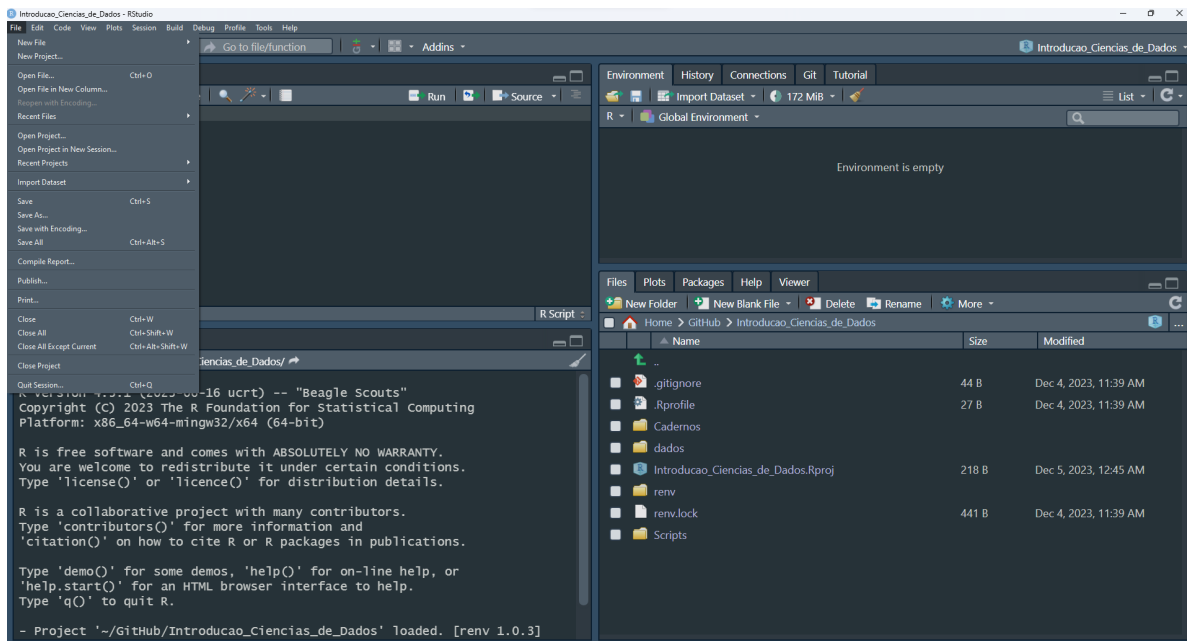 Introducao_Ciencias_de_Dados - RStudio
File Edit Code View Plots Session Build Debug Profile Tools Help
New File
New Project...
Open File... Ctrl+O
Open File in New Column...
Reopen with Encoding...
Recent Files
Open Project...
Open Project in New Session...
Recent Projects
Import Dataset
Save Ctrl+S
Save As...
Save with Encoding...
Save All Ctrl+Alt+S
Compile Report...
Publish...
Print...
Close Ctrl+W
Close All Ctrl+Shift+W
Close All Except Current Ctrl+Alt+Shift+W
Close Project
Quit Session... Ctrl+Q
Go to file/function Addins
Introducao_Ciencias_de_Dados
Run Source
R Script
iencias_de_Dados/
R version 4.3.1 (2023-06-16 ucrt) -- "Beagle Scouts"
Copyright (C) 2023 The R Foundation for Statistical Computing
Platform: x86_64-w64-mingw32/x64 (64-bit)
R is free software and comes with ABSOLUTELY NO WARRANTY.
You are welcome to redistribute it under certain conditions.
Type 'license()' or 'licence()' for distribution details.
R is a collaborative project with many contributors.
Type 'contributors()' for more information and
'citation()' on how to cite R or R packages in publications.
Type 'demo()' for some demos, 'help()' for on-line help, or
'help.start()' for an HTML browser interface to help.
Type 'q()' to quit R.
- Project '~/GitHub/Introducao_Ciencias_de_Dados' loaded. [renv 1.0.3]
Environment History Connections Git Tutorial
Import Dataset 172 MiB List
R Global Environment
Environment is empty
Files Plots Packages Help Viewer
New Folder New Blank File Delete Rename More
Home > GitHub > Introducao_Ciencias_de_Dados ...
Name Size Modified
..
.gitignore 44 B Dec 4, 2023, 11:39 AM
.Rprofile 27 B Dec 4, 2023, 11:39 AM
Cadernos
dados
Introducao_Ciencias_de_Dados.Rproj 218 B Dec 5, 2023, 12:45 AM
renv
renv.lock 441 B Dec 4, 2023, 11:39 AM
Scripts